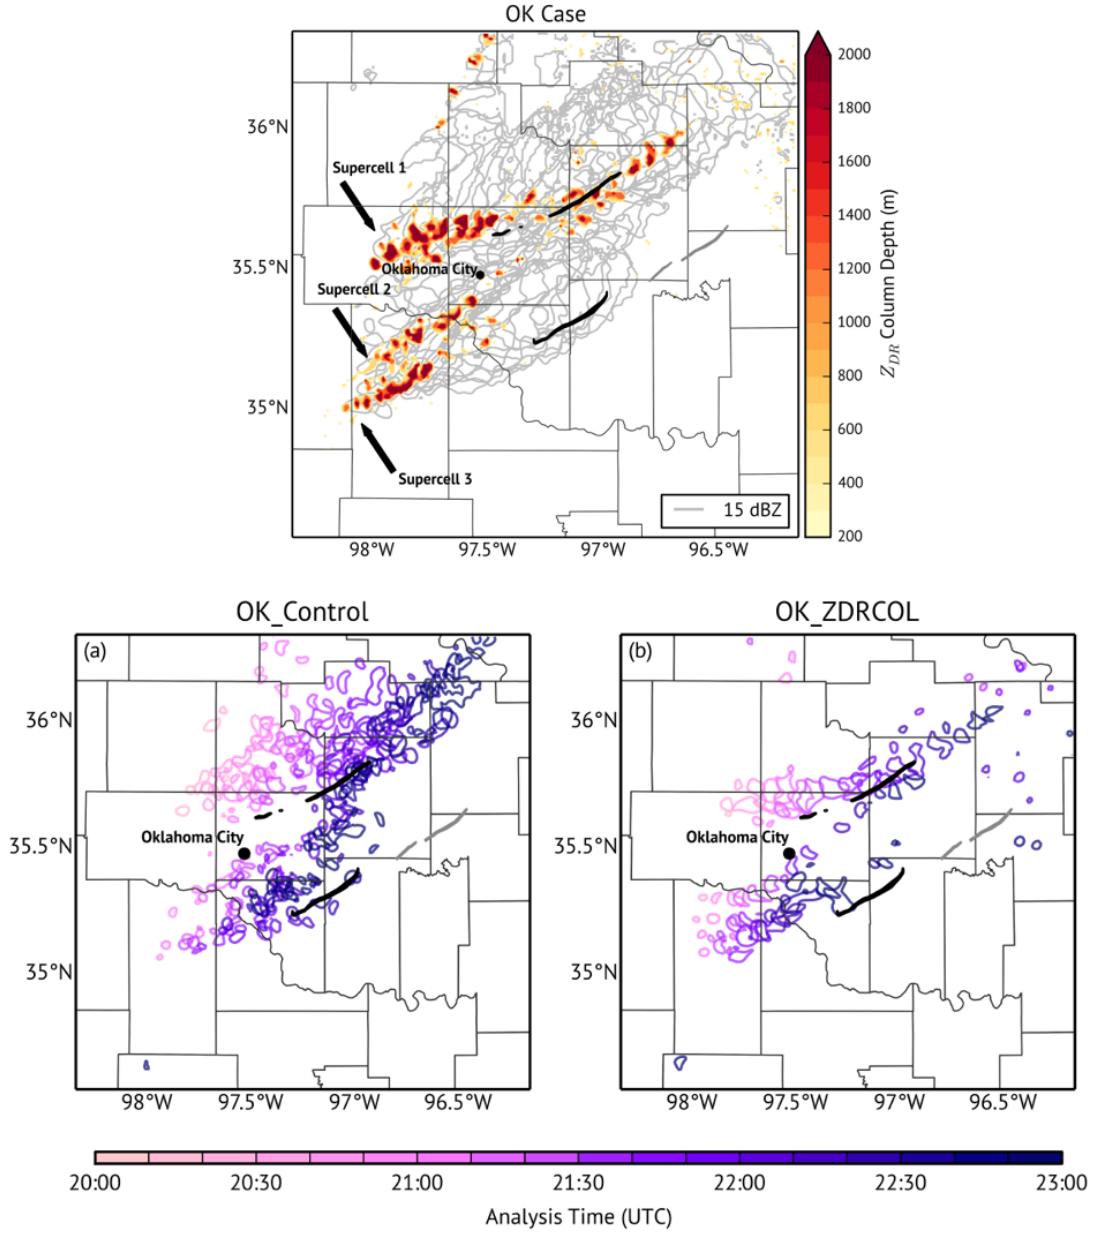 OK Case
2000
1800
1600
1400
1200
1000
800
600
400
200
Z_DR Column Depth (m)
36°N
35.5°N
35°N
Supercell 1
Oklahoma City
Supercell 2
Supercell 3
15 dBZ
98°W 97.5°W 97°W 96.5°W
OK_Control OK_ZDRCOL
(a) (b)
36°N 36°N
Oklahoma City Oklahoma City
35.5°N 35.5°N
35°N 35°N
98°W 97.5°W 97°W 96.5°W 98°W 97.5°W 97°W 96.5°W
20:00 20:30 21:00 21:30 22:00 22:30 23:00
Analysis Time (UTC)